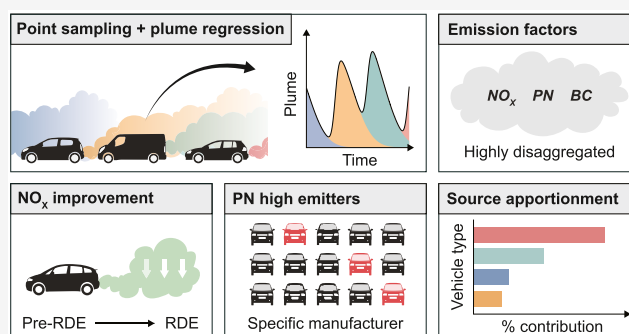 Point sampling + plume regression
Plume
Time
Emission factors
NOx PN BC
Highly disaggregated
NOx improvement
Pre-RDE RDE
PN high emitters
Specific manufacturer
Source apportionment
Vehicle type
% contribution